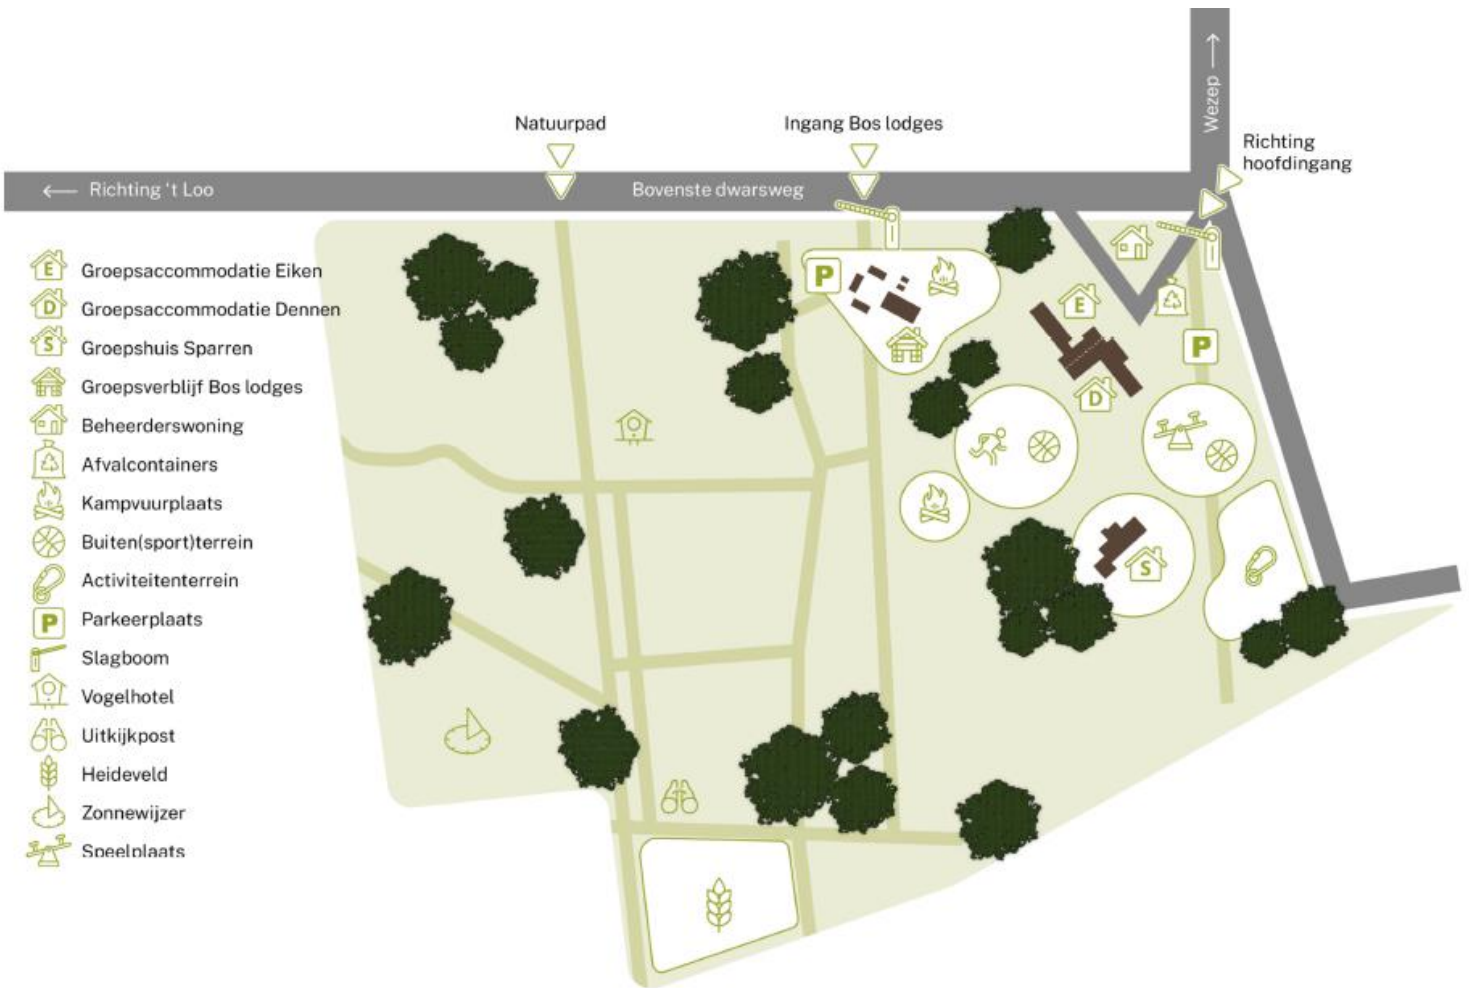 Wezep
Natuurpad
Ingang Bos lodges
Richting
hoofdingang
Richting 't Loo
Bovenste dwarsweg
E Groepsaccommodatie Eiken
D Groepsaccommodatie Dennen
S Groepshuis Sparren
Groepsverblijf Bos lodges
Beheerderswoning
Afvalcontainers
Kampvuurplaats
Buiten(sport)terrein
Activiteitenterrein
P Parkeerplaats
Slagboom
Vogelhotel
Uitkijkpost
Heideveld
Zonnewijzer
Speelplaats
P
E
P
D
S